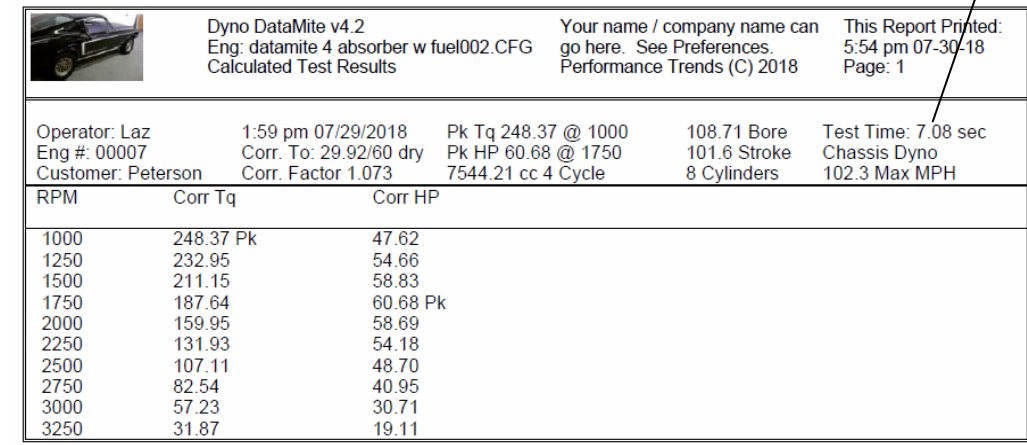 Dyno DataMite v4.2 Your name / company name can This Report Printed:
Eng: datamite 4 absorber w fuel002.CFG go here. See Preferences. 5:54 pm 07-30-18
Calculated Test Results Performance Trends (C) 2018 Page: 1
Operator: Laz 1:59 pm 07/29/2018 Pk Tq 248.37 @ 1000 108.71 Bore Test Time: 7.08 sec
Eng #: 00007 Corr. To: 29.92/60 dry Pk HP 60.68 @ 1750 101.6 Stroke Chassis Dyno
Customer: Peterson Corr. Factor 1.073 7544.21 cc 4 Cycle 8 Cylinders 102.3 Max MPH
RPM Corr Tq Corr HP
1000 248.37 Pk 47.62
1250 232.95 54.66
1500 211.15 58.83
1750 187.64 60.68 Pk
2000 159.95 58.69
2250 131.93 54.18
2500 107.11 48.70
2750 82.54 40.95
3000 57.23 30.71
3250 31.87 19.11